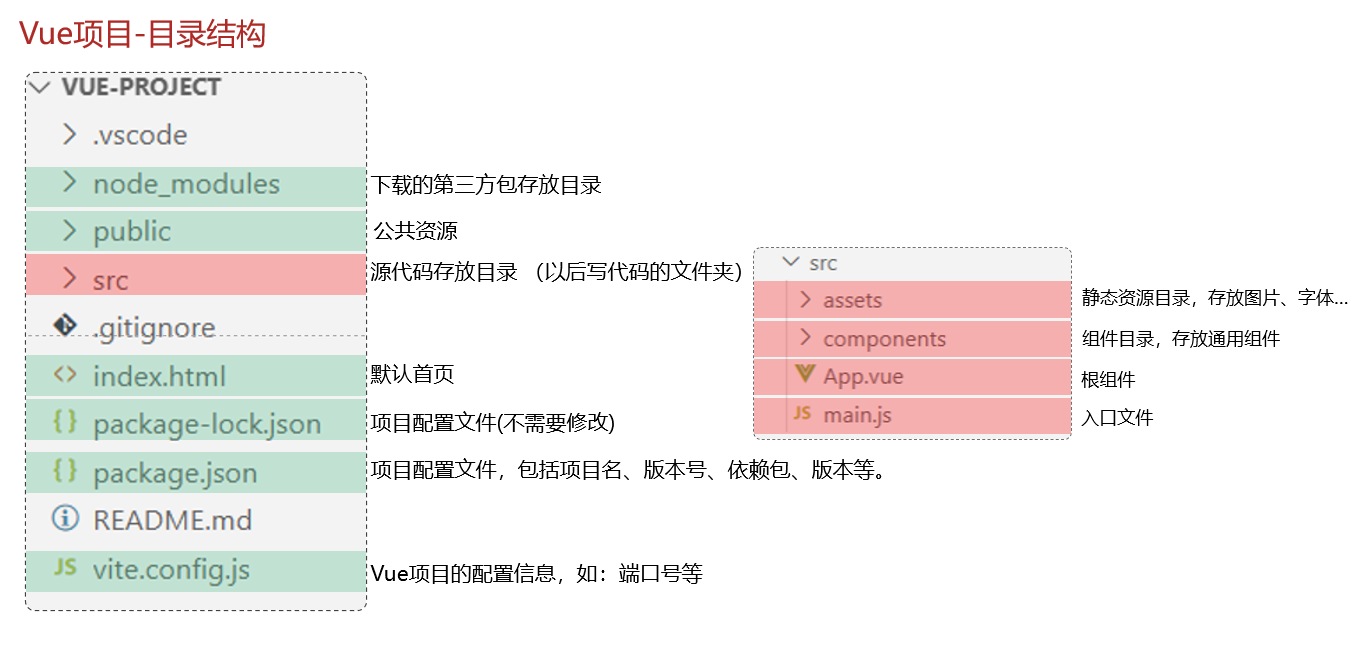 Vue项目-目录结构
VUE-PROJECT
.vscode
node_modules 下载的第三方包存放目录
public 公共资源
src 源代码存放目录 （以后写代码的文件夹）
.gitignore
index.html 默认首页
package-lock.json 项目配置文件(不需要修改)
package.json 项目配置文件，包括项目名、版本号、依赖包、版本等。
README.md
JS vite.config.js Vue项目的配置信息，如：端口号等
src
assets 静态资源目录，存放图片、字体...
components 组件目录，存放通用组件
App.vue 根组件
JS main.js 入口文件